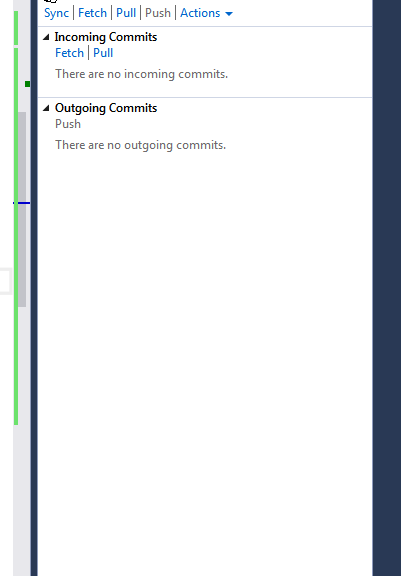 Sync | Fetch | Pull | Push | Actions
Incoming Commits
Fetch | Pull
There are no incoming commits.
Outgoing Commits
Push
There are no outgoing commits.